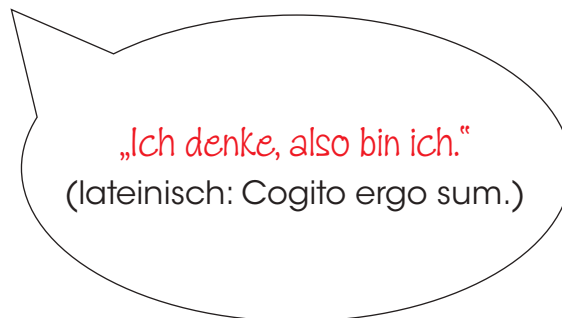 „Ich denke, also bin ich.“
(lateinisch: Cogito ergo sum.)